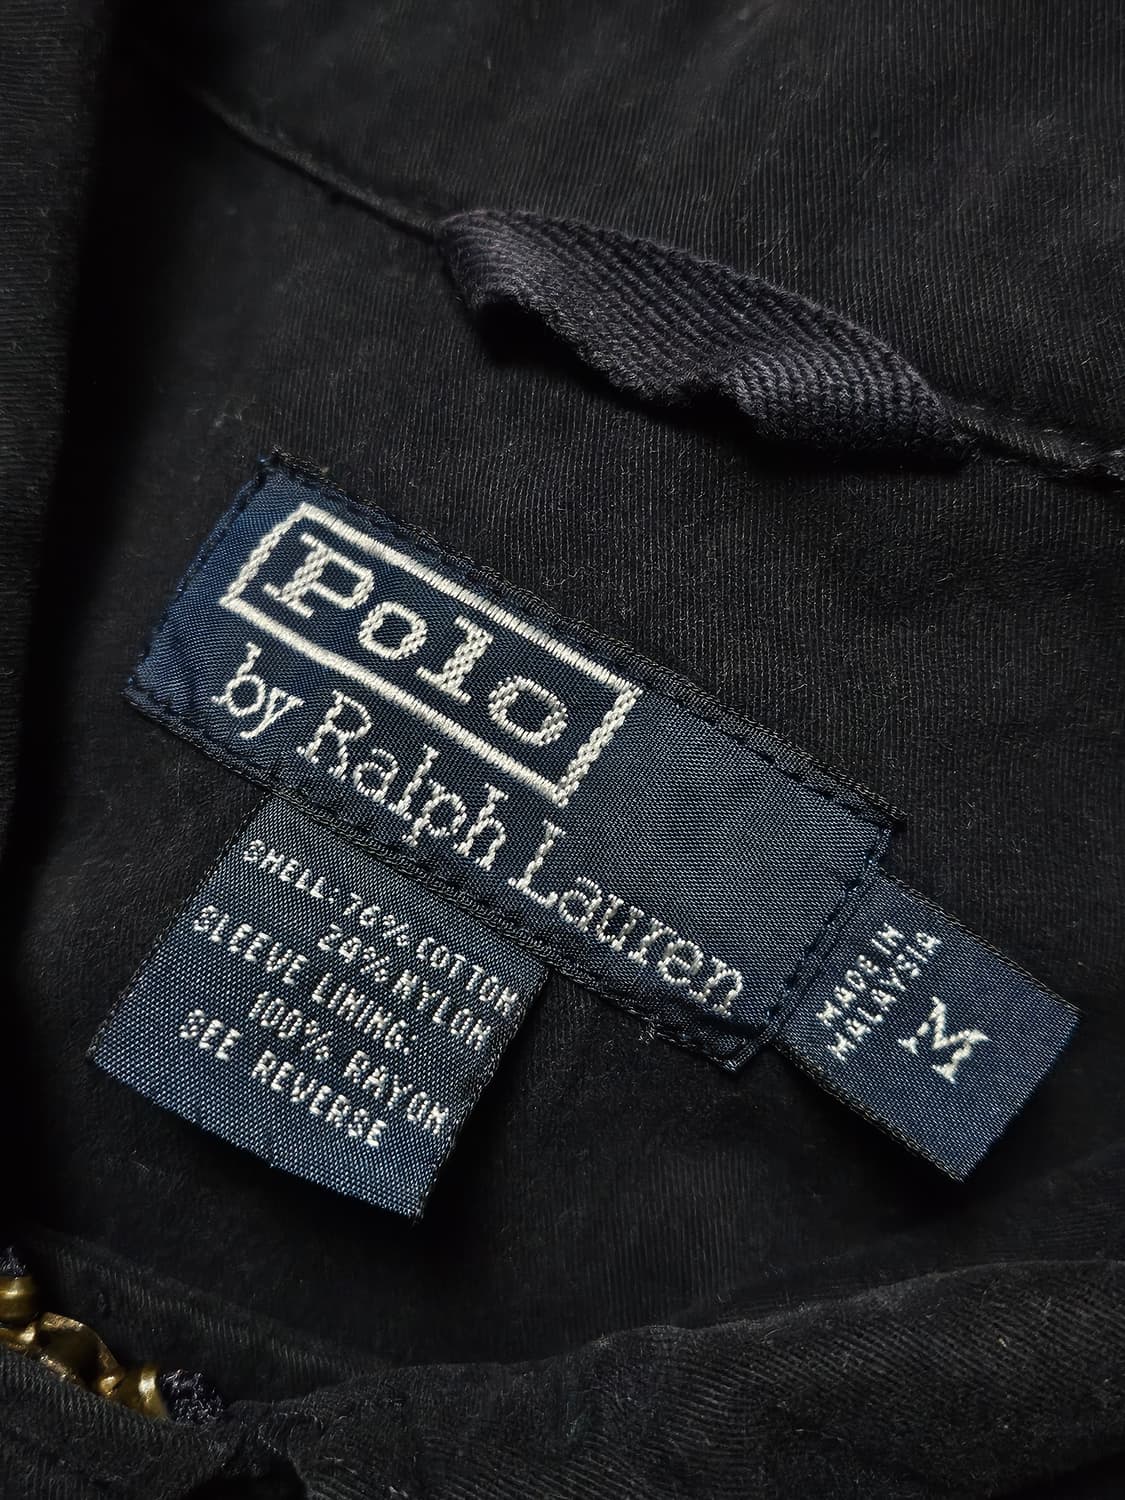 Polo
by Ralph Lauren
SHELL: 76% COTTON
24% NYLON
SLEEVE LINING:
100% RAYON
SEE REVERSE
MADE IN
MALAYSIA
M